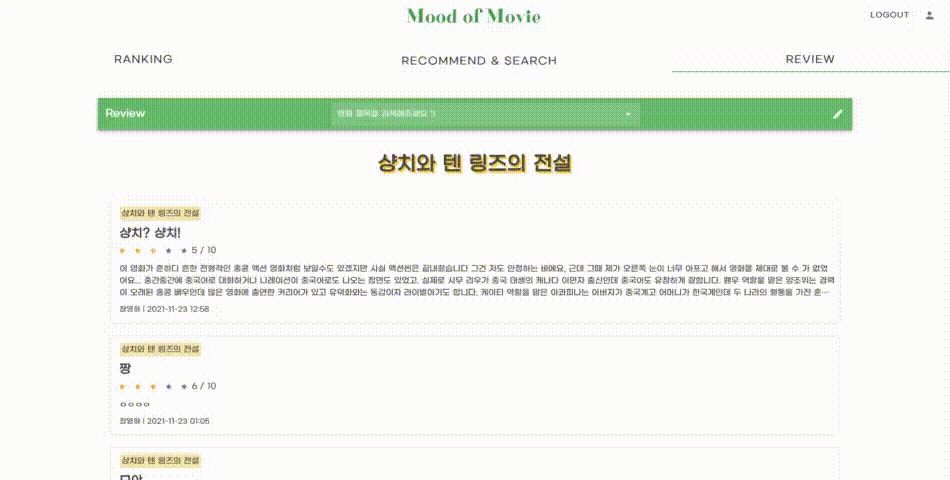 Mood of Movie
LOGOUT
RANKING
RECOMMEND & SEARCH
REVIEW
Review
영화 제목을 검색해주세요 :)
샹치와 텐 링즈의 전설
샹치와 텐 링즈의 전설
샹치? 샹치!
5 / 10
이 영화가 흔하디 흔한 전형적인 홍콩 액션 영화처럼 보일수도 있겠지만 사실 액션씬은 끝내줬습니다 그건 저도 인정하는 바에요, 근데 그때 제가 오른쪽 눈이 너무 아프고 해서 영화를 제대로 볼 수 가 없었
어요... 중간중간에 중국어로 대화하거나 나레이션이 중국어로도 나오는 장면도 있었고, 실제로 시무 리우가 중국 태생의 캐나다 이민자 출신인데 중국어도 유창하게 잘합니다. 웬우 역할을 맡은 양조위는 경력
이 오래된 홍콩 배우인데 많은 영화에 출연한 커리어가 있고 유덕화와는 동갑이자 라이벌이기도 합니다. 케이티 역할을 맡은 아콰피나는 아버지가 중국계고 어머니가 한국계인데 두 나라의 혈통을 가진 혼…
장영하 | 2021-11-23 12:58
샹치와 텐 링즈의 전설
짱
6 / 10
ㅇㅇㅇㅇ
장영하 | 2021-11-23 01:05
샹치와 텐 링즈의 전설